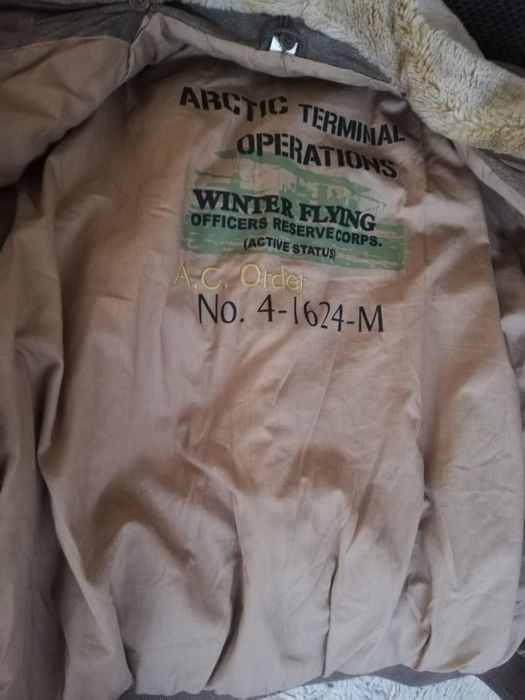 ARCTIC TERMINAL
OPERATIONS
WINTER FLYING
OFFICERS RESERVE CORPS.
(ACTIVE STATUS)
A.C. Order
No. 4-1624-M